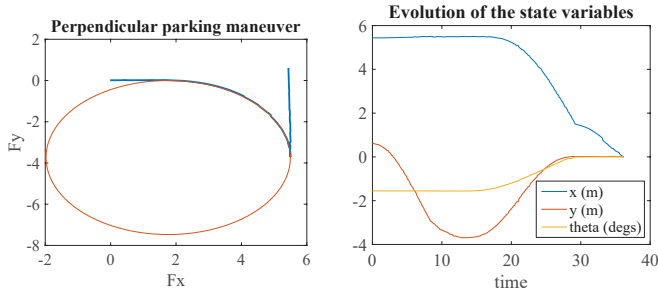 Perpendicular parking maneuver
2
0
-2
-4
-6
-8
Fy
-2
0
2
4
6
Fx
Evolution of the state variables
6
4
2
0
-2
-4
0
10
20
30
40
time
x (m)
y (m)
theta (degs)